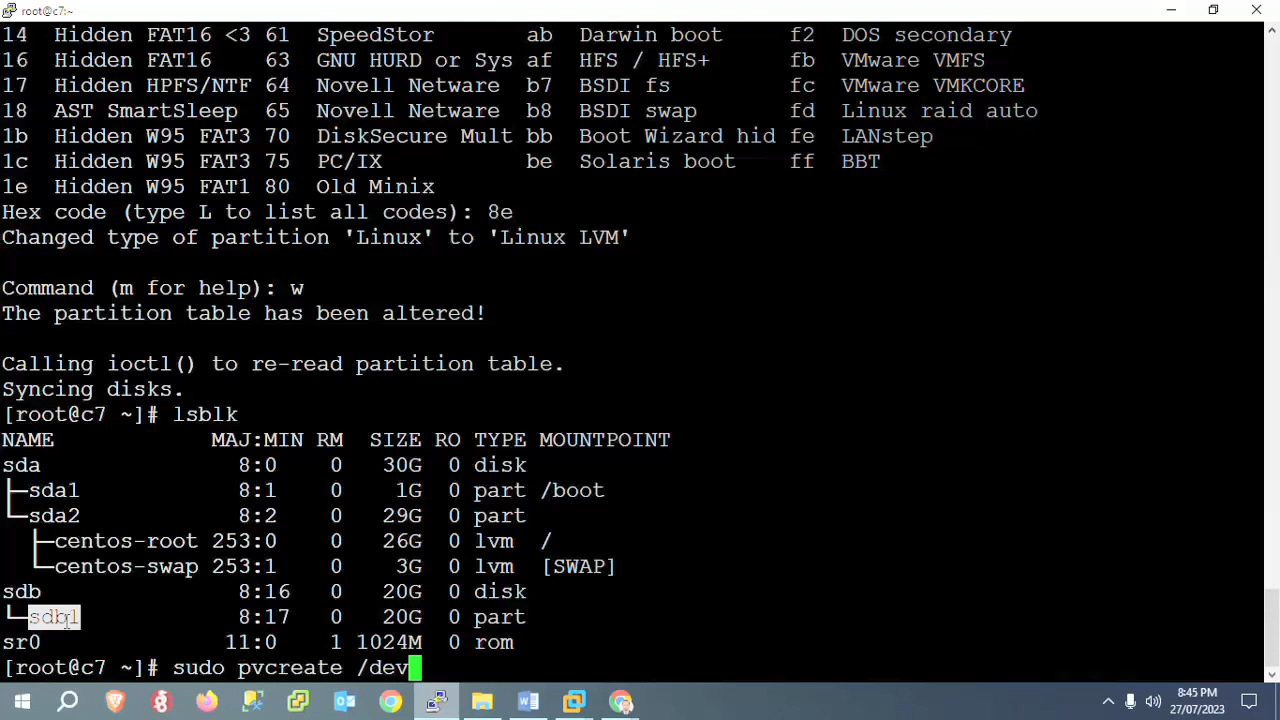 root@c7:~
14  Hidden FAT16 <3 61  SpeedStor       ab  Darwin boot     f2  DOS secondary
16  Hidden FAT16    63  GNU HURD or Sys af  HFS / HFS+      fb  VMware VMFS
17  Hidden HPFS/NTF 64  Novell Netware  b7  BSDI fs         fc  VMware VMKCORE
18  AST SmartSleep  65  Novell Netware  b8  BSDI swap       fd  Linux raid auto
1b  Hidden W95 FAT3 70  DiskSecure Mult bb  Boot Wizard hid fe  LANstep
1c  Hidden W95 FAT3 75  PC/IX           be  Solaris boot    ff  BBT
1e  Hidden W95 FAT1 80  Old Minix
Hex code (type L to list all codes): 8e
Changed type of partition 'Linux' to 'Linux LVM'
Command (m for help): w
The partition table has been altered!
Calling ioctl() to re-read partition table.
Syncing disks.
[root@c7 ~]# lsblk
NAME            MAJ:MIN RM  SIZE RO TYPE MOUNTPOINT
sda               8:0    0   30G  0 disk
├─sda1            8:1    0    1G  0 part /boot
└─sda2            8:2    0   29G  0 part
  ├─centos-root 253:0    0   26G  0 lvm  /
  └─centos-swap 253:1    0    3G  0 lvm  [SWAP]
sdb               8:16   0   20G  0 disk
└─sdb1            8:17   0   20G  0 part
sr0              11:0    1 1024M  0 rom
[root@c7 ~]# sudo pvcreate /dev
8:45 PM
27/07/2023